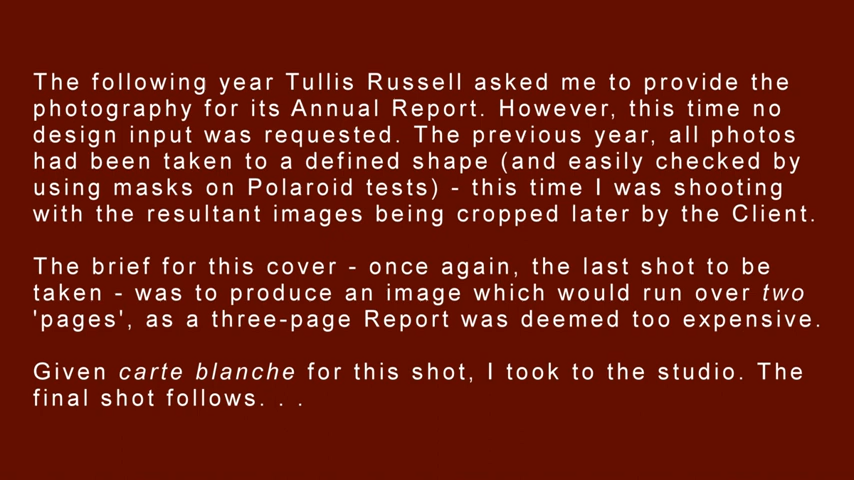 The following year Tullis Russell asked me to provide the
photography for its Annual Report. However, this time no
design input was requested. The previous year, all photos
had been taken to a defined shape (and easily checked by
using masks on Polaroid tests) - this time I was shooting
with the resultant images being cropped later by the Client.
The brief for this cover - once again, the last shot to be
taken - was to produce an image which would run over two
'pages', as a three-page Report was deemed too expensive.
Given carte blanche for this shot, I took to the studio. The
final shot follows. . .